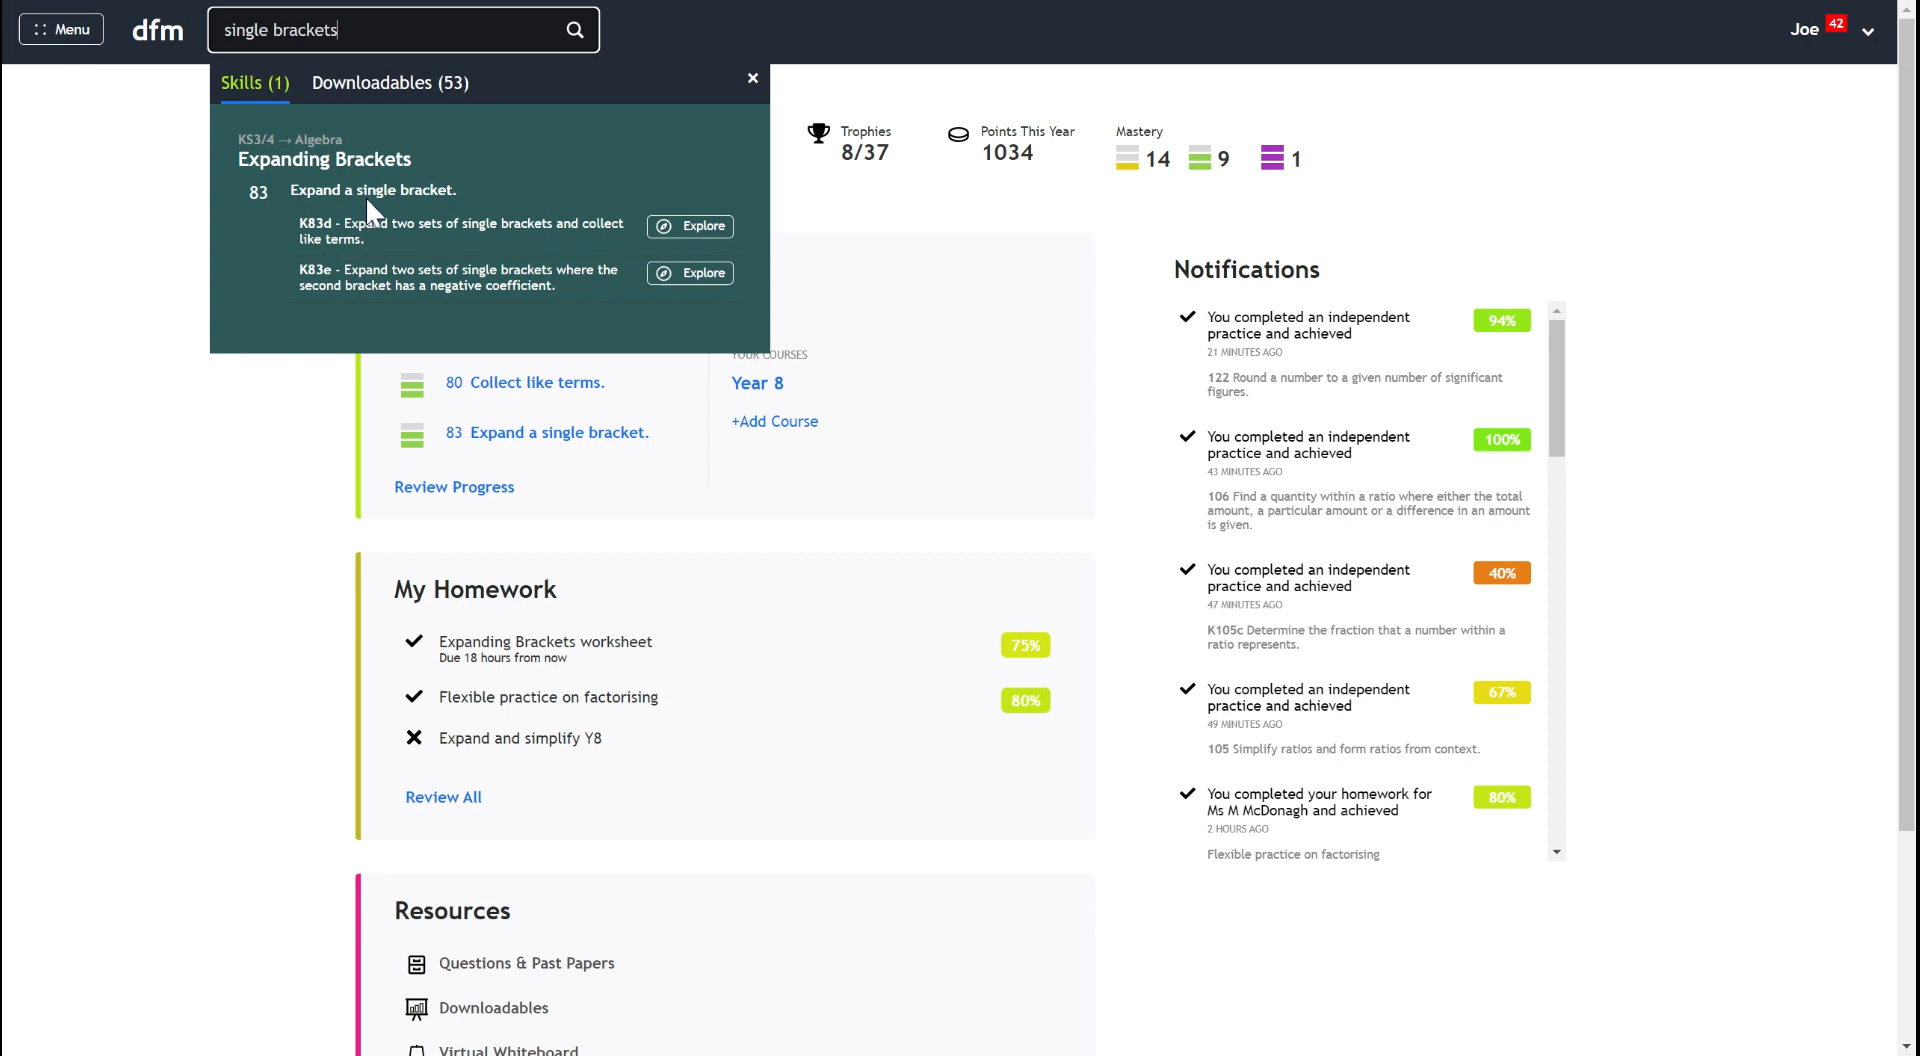 Menu
dfm
single brackets
Joe 42
Skills (1) Downloadables (53)
KS3/4 → Algebra
Expanding Brackets
83 Expand a single bracket.
K83d - Expand two sets of single brackets and collect
like terms.
Explore
K83e - Expand two sets of single brackets where the
second bracket has a negative coefficient.
Explore
Trophies
8/37
Points This Year
1034
Mastery
14 9 1
80 Collect like terms.
83 Expand a single bracket.
Review Progress
YOUR COURSES
Year 8
+Add Course
My Homework
Expanding Brackets worksheet
Due 18 hours from now
75%
Flexible practice on factorising
80%
Expand and simplify Y8
Review All
Resources
Questions & Past Papers
Downloadables
Virtual Whiteboard
Notifications
You completed an independent
practice and achieved
94%
21 MINUTES AGO
122 Round a number to a given number of significant
figures.
You completed an independent
practice and achieved
100%
43 MINUTES AGO
106 Find a quantity within a ratio where either the total
amount, a particular amount or a difference in an amount
is given.
You completed an independent
practice and achieved
40%
47 MINUTES AGO
K105c Determine the fraction that a number within a
ratio represents.
You completed an independent
practice and achieved
67%
49 MINUTES AGO
105 Simplify ratios and form ratios from context.
You completed your homework for
Ms M McDonagh and achieved
80%
2 HOURS AGO
Flexible practice on factorising